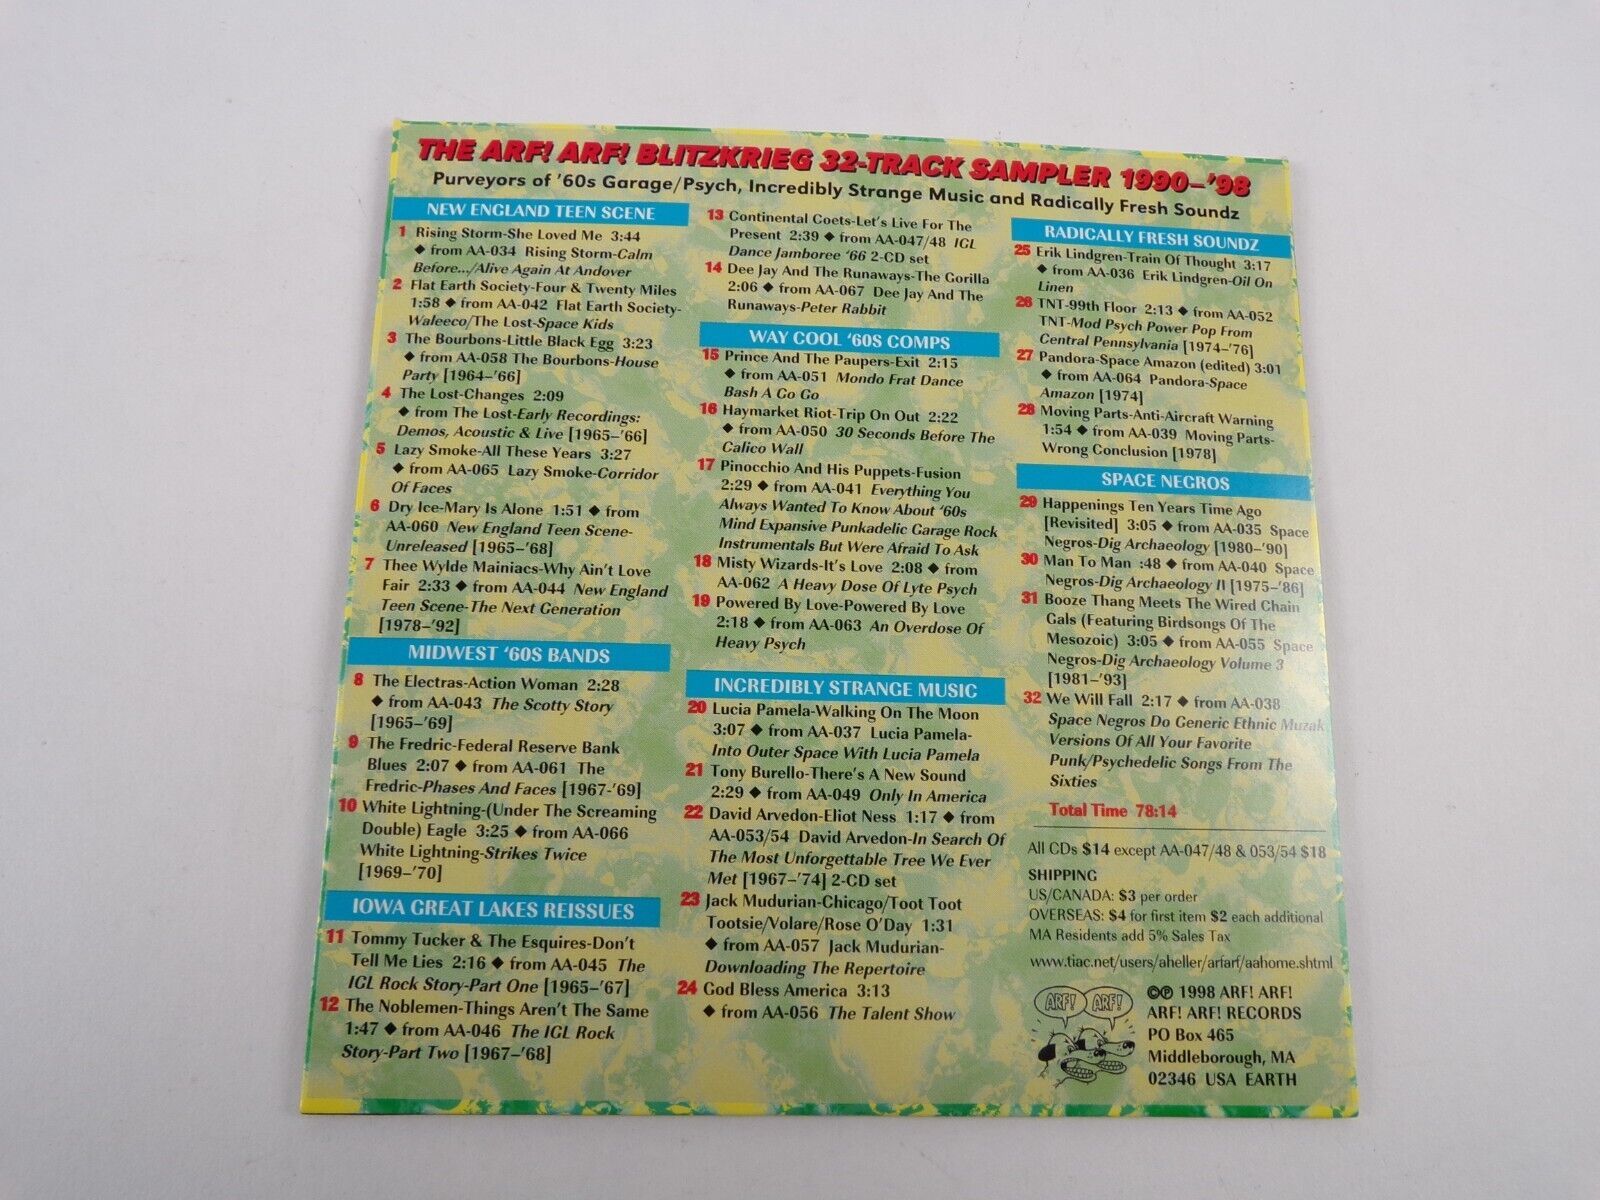 THE ARF! ARF! BLITZKRIEG 32-TRACK SAMPLER 1990–'98
Purveyors of '60s Garage/Psych, Incredibly Strange Music and Radically Fresh Soundz
NEW ENGLAND TEEN SCENE
1 Rising Storm-She Loved Me 3:44
◆ from AA-034 Rising Storm-Calm
Before.../Alive Again At Andover
2 Flat Earth Society-Four & Twenty Miles
1:58 ◆ from AA-042 Flat Earth Society-
Waleeco/The Lost-Space Kids
3 The Bourbons-Little Black Egg 3:23
◆ from AA-058 The Bourbons-House
Party [1964–'66]
4 The Lost-Changes 2:09
◆ from The Lost-Early Recordings:
Demos, Acoustic & Live [1965–'66]
5 Lazy Smoke-All These Years 3:27
◆ from AA-065 Lazy Smoke-Corridor
Of Faces
6 Dry Ice-Mary Is Alone 1:51 ◆ from
AA-060 New England Teen Scene-
Unreleased [1965–'68]
7 Thee Wylde Mainiacs-Why Ain't Love
Fair 2:33 ◆ from AA-044 New England
Teen Scene-The Next Generation
[1978–'92]
MIDWEST '60S BANDS
8 The Electras-Action Woman 2:28
◆ from AA-043 The Scotty Story
[1965–'69]
9 The Fredric-Federal Reserve Bank
Blues 2:07 ◆ from AA-061 The
Fredric-Phases And Faces [1967-'69]
10 White Lightning-(Under The Screaming
Double) Eagle 3:25 ◆ from AA-066
White Lightning-Strikes Twice
[1969–'70]
IOWA GREAT LAKES REISSUES
11 Tommy Tucker & The Esquires-Don't
Tell Me Lies 2:16 ◆ from AA-045 The
IGL Rock Story-Part One [1965–'67]
12 The Noblemen-Things Aren't The Same
1:47 ◆ from AA-046 The IGL Rock
Story-Part Two [1967–'68]
13 Continental Coets-Let's Live For The
Present 2:39 ◆ from AA-047/48 IGL
Dance Jamboree '66 2-CD set
14 Dee Jay And The Runaways-The Gorilla
2:06 ◆ from AA-067 Dee Jay And The
Runaways-Peter Rabbit
WAY COOL '60S COMPS
15 Prince And The Paupers-Exit 2:15
◆ from AA-051 Mondo Frat Dance
Bash A Go Go
16 Haymarket Riot-Trip On Out 2:22
◆ from AA-050 30 Seconds Before The
Calico Wall
17 Pinocchio And His Puppets-Fusion
2:29 ◆ from AA-041 Everything You
Always Wanted To Know About '60s
Mind Expansive Punkadelic Garage Rock
Instrumentals But Were Afraid To Ask
18 Misty Wizards-It's Love 2:08 ◆ from
AA-062 A Heavy Dose Of Lyte Psych
19 Powered By Love-Powered By Love
2:18 ◆ from AA-063 An Overdose Of
Heavy Psych
INCREDIBLY STRANGE MUSIC
20 Lucia Pamela-Walking On The Moon
3:07 ◆ from AA-037 Lucia Pamela-
Into Outer Space With Lucia Pamela
21 Tony Burello-There's A New Sound
2:29 ◆ from AA-049 Only In America
22 David Arvedon-Eliot Ness 1:17 ◆ from
AA-053/54 David Arvedon-In Search Of
The Most Unforgettable Tree We Ever
Met [1967–'74] 2-CD set
23 Jack Mudurian-Chicago/Toot Toot
Tootsie/Volare/Rose O'Day 1:31
◆ from AA-057 Jack Mudurian-
Downloading The Repertoire
24 God Bless America 3:13
◆ from AA-056 The Talent Show
RADICALLY FRESH SOUNDZ
25 Erik Lindgren-Train Of Thought 3:17
◆ from AA-036 Erik Lindgren-Oil On
Linen
26 TNT-99th Floor 2:13 ◆ from AA-052
TNT-Mod Psych Power Pop From
Central Pennsylvania [1974–'76]
27 Pandora-Space Amazon (edited) 3:01
◆ from AA-064 Pandora-Space
Amazon [1974]
28 Moving Parts-Anti-Aircraft Warning
1:54 ◆ from AA-039 Moving Parts-
Wrong Conclusion [1978]
SPACE NEGROS
29 Happenings Ten Years Time Ago
[Revisited] 3:05 ◆ from AA-035 Space
Negros-Dig Archaeology [1980–'90]
30 Man To Man :48 ◆ from AA-040 Space
Negros-Dig Archaeology II [1975–'86]
31 Booze Thang Meets The Wired Chain
Gals (Featuring Birdsongs Of The
Mesozoic) 3:05 ◆ from AA-055 Space
Negros-Dig Archaeology Volume 3
[1981–'93]
32 We Will Fall 2:17 ◆ from AA-038
Space Negros Do Generic Ethnic Muzak
Versions Of All Your Favorite
Punk/Psychedelic Songs From The
Sixties
Total Time 78:14
All CDs $14 except AA-047/48 & 053/54 $18
SHIPPING
US/CANADA: $3 per order
OVERSEAS: $4 for first item $2 each additional
MA Residents add 5% Sales Tax
www.tiac.net/users/aheller/arfarf/aahome.shtml
ARF! ARF!
©℗ 1998 ARF! ARF!
ARF! ARF! RECORDS
PO Box 465
Middleborough, MA
02346 USA EARTH